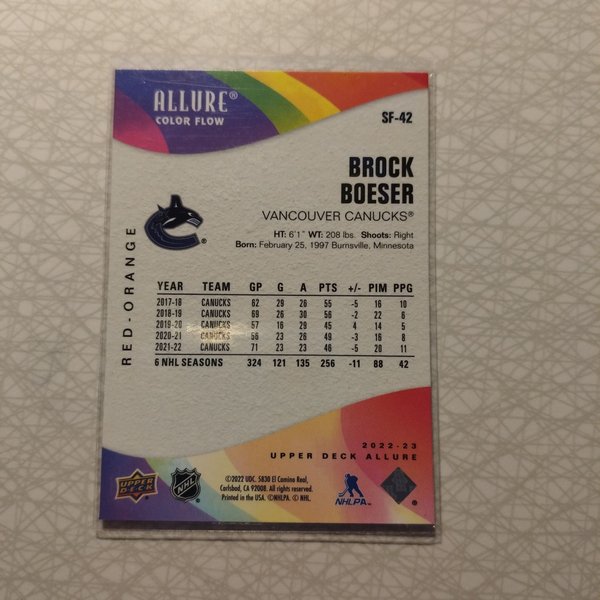 ALLURE®
COLOR FLOW
SF-42
BROCK
BOESER
VANCOUVER CANUCKS®
HT: 6'1" WT: 208 lbs. Shoots: Right
Born: February 25, 1997 Burnsville, Minnesota
RED-ORANGE
YEAR TEAM GP G A PTS +/- PIM PPG
2017-18 CANUCKS 62 29 26 55 -5 16 10
2018-19 CANUCKS 69 26 30 56 -2 22 6
2019-20 CANUCKS 57 16 29 45 4 14 5
2020-21 CANUCKS 56 23 26 49 -3 16 8
2021-22 CANUCKS 71 23 23 46 -5 20 11
6 NHL SEASONS 324 121 135 256 -11 88 42
2022-23
UPPER DECK ALLURE
UPPER DECK
NHL
©2022 UDC. 5830 El Camino Real,
Carlsbad, CA 92008. All rights reserved.
Printed in the USA. ©NHLPA. © NHL.
NHLPA